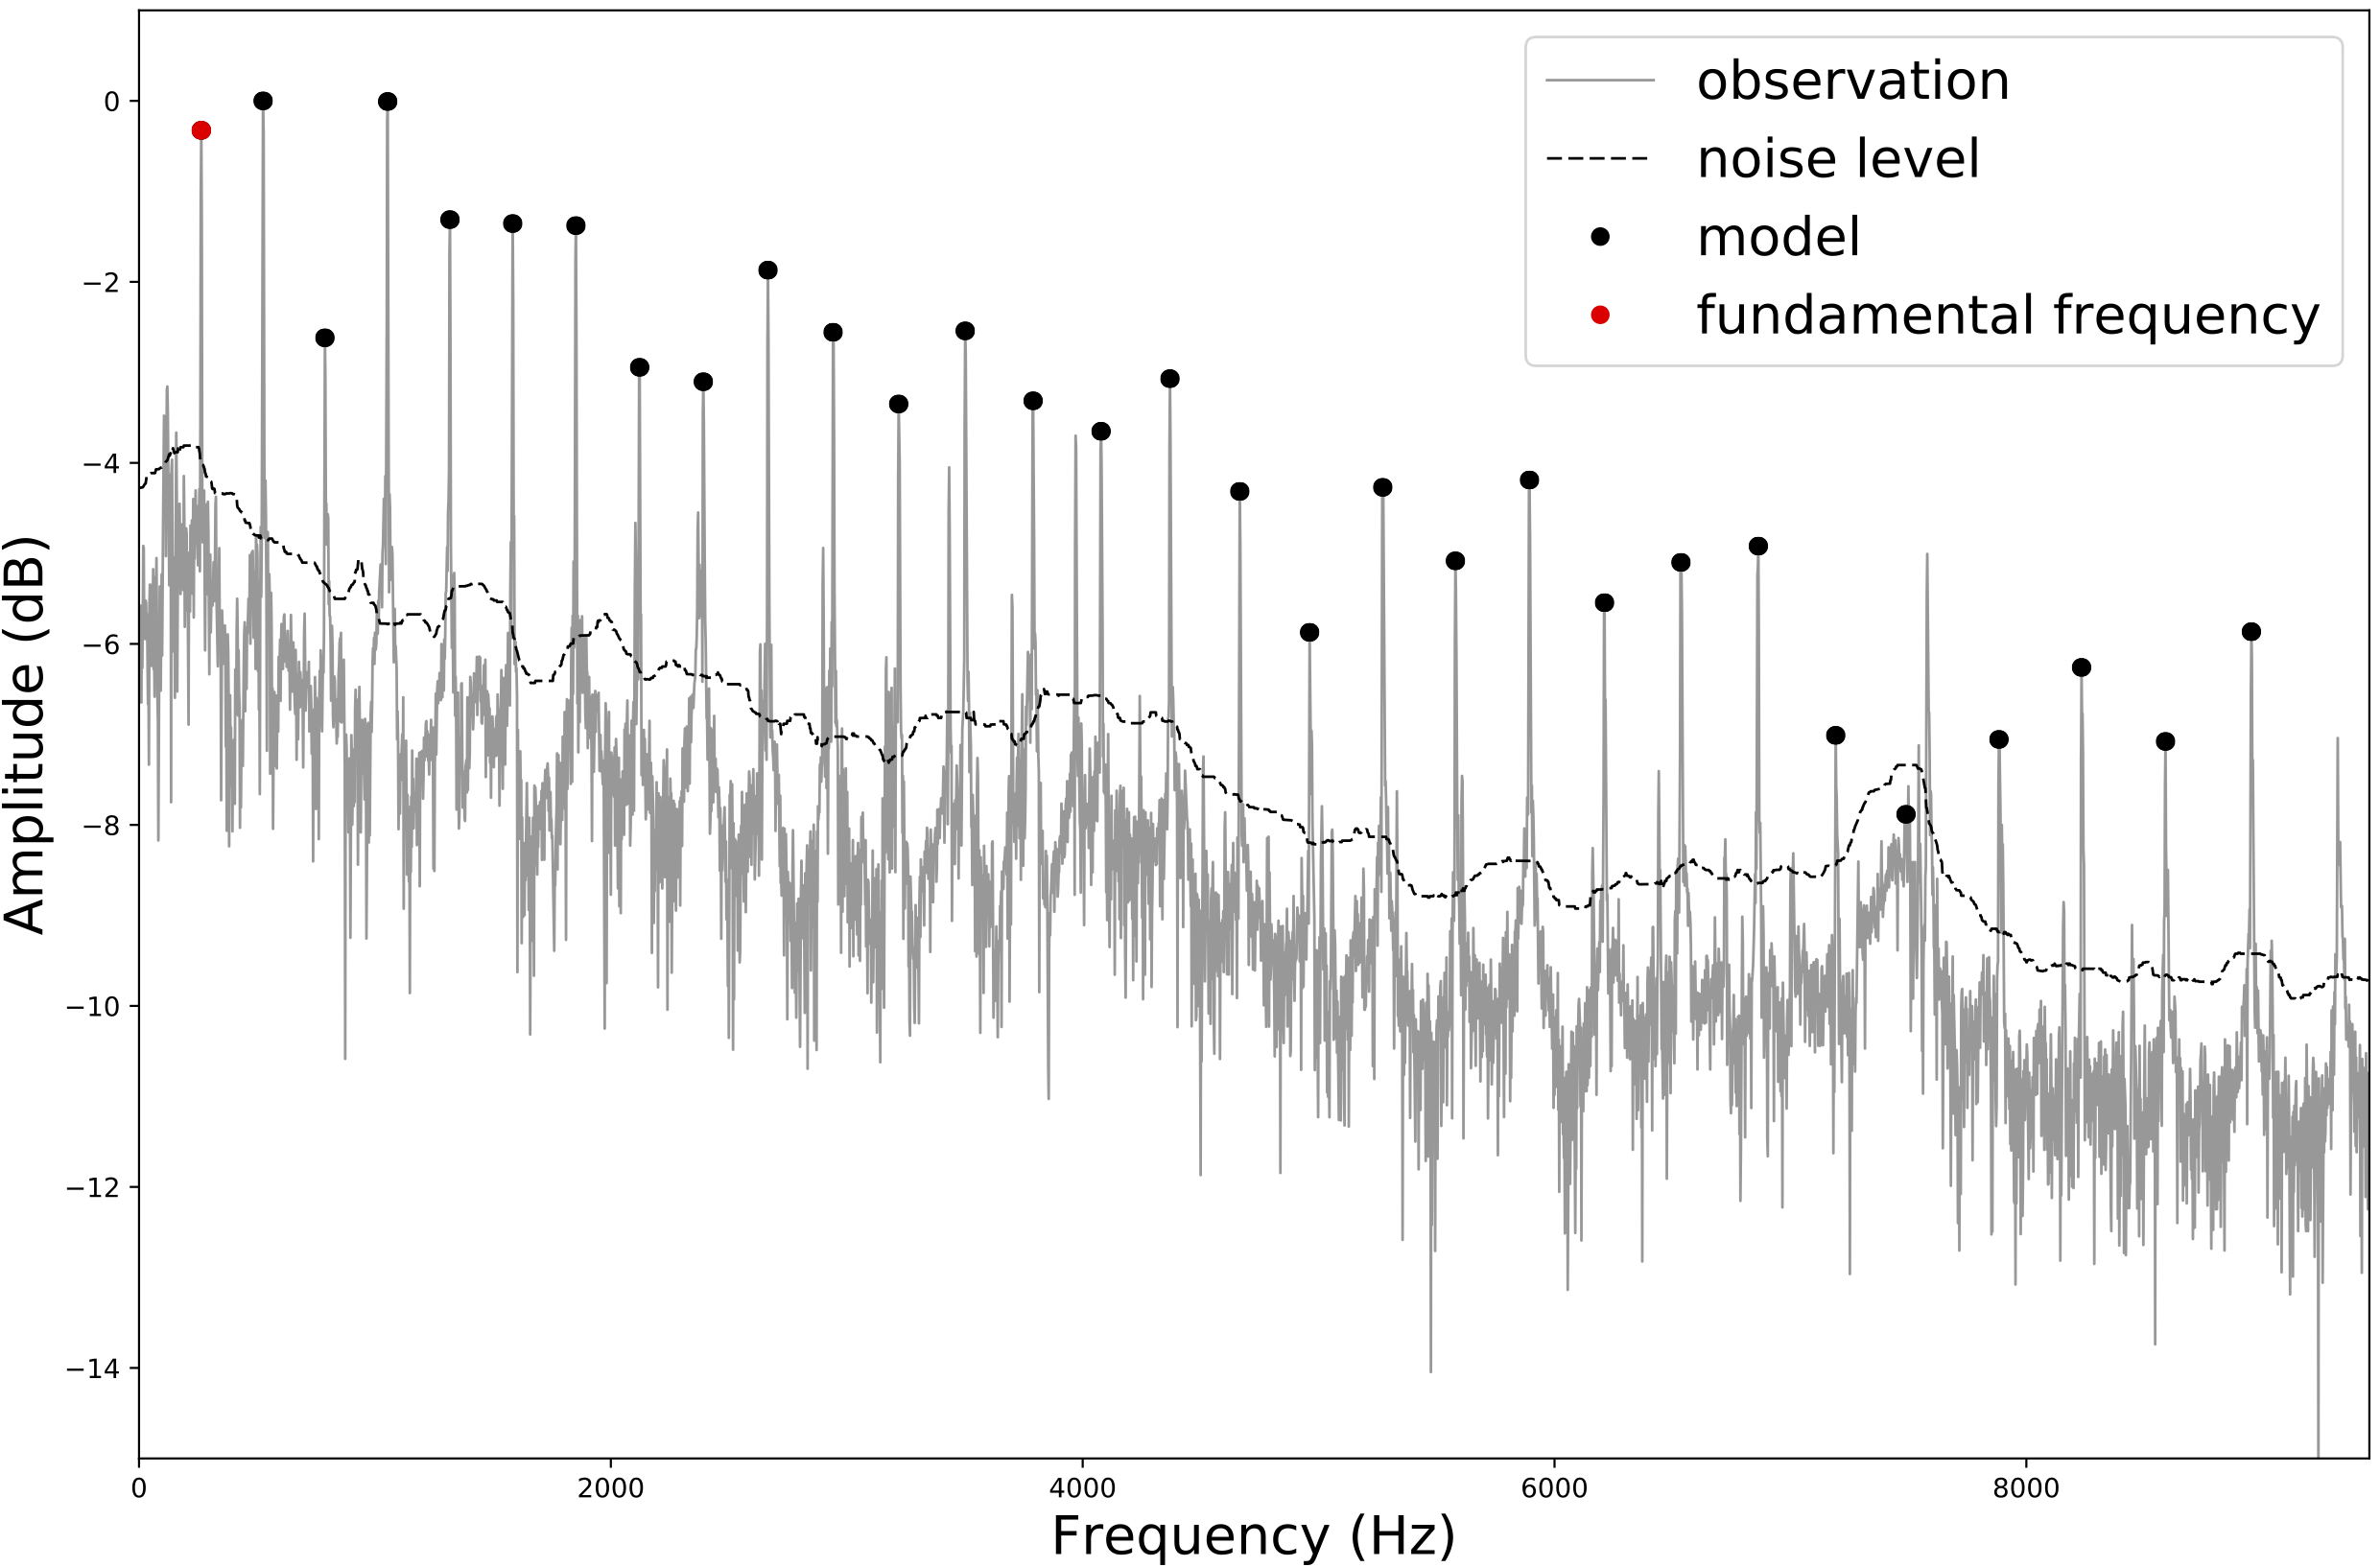 observation
noise level
model
fundamental frequency
0
−2
−4
−6
−8
−10
−12
−14
Amplitude (dB)
0 2000 4000 6000 8000
Frequency (Hz)